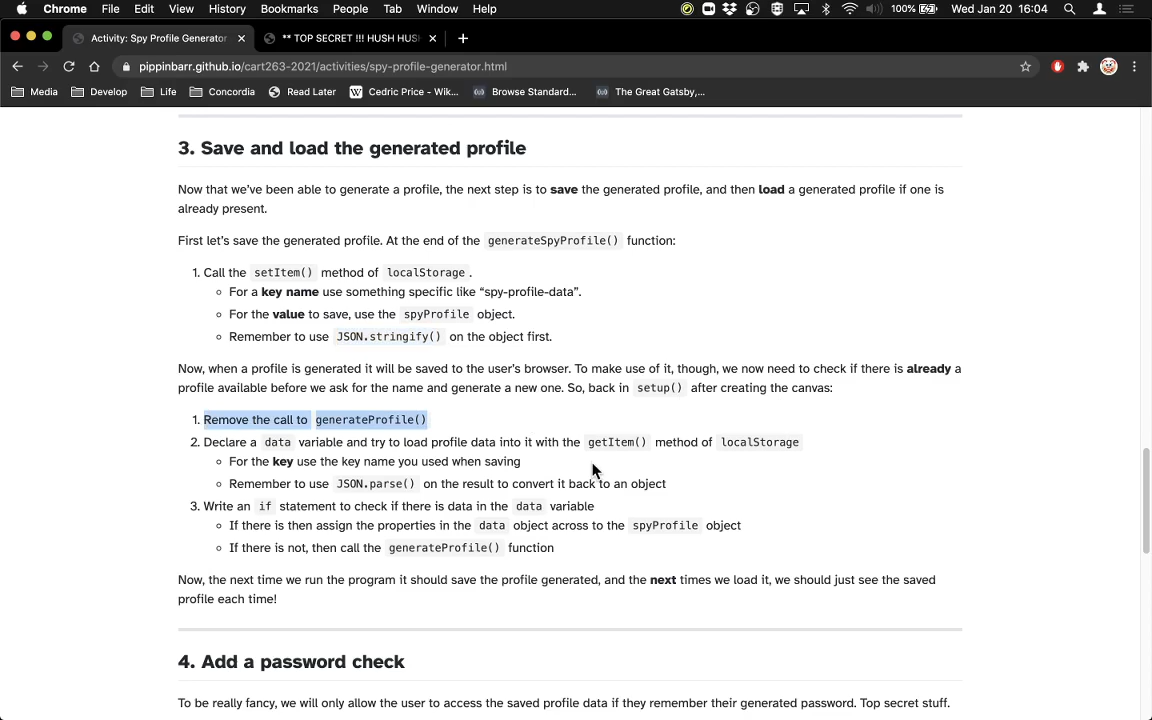 Chrome File Edit View History Bookmarks People Tab Window Help 100% Wed Jan 20 16:04
Activity: Spy Profile Generator ** TOP SECRET !!! HUSH HUSH
pippinbarr.github.io/cart263-2021/activities/spy-profile-generator.html
Media Develop Life Concordia Read Later Cedric Price - Wik... Browse Standard... The Great Gatsby,...
3. Save and load the generated profile
Now that we've been able to generate a profile, the next step is to save the generated profile, and then load a generated profile if one is
already present.
First let's save the generated profile. At the end of the generateSpyProfile() function:
1. Call the setItem() method of localStorage.
For a key name use something specific like "spy-profile-data".
For the value to save, use the spyProfile object.
Remember to use JSON.stringify() on the object first.
Now, when a profile is generated it will be saved to the user's browser. To make use of it, though, we now need to check if there is already a
profile available before we ask for the name and generate a new one. So, back in setup() after creating the canvas:
1. Remove the call to generateProfile()
2. Declare a data variable and try to load profile data into it with the getItem() method of localStorage
For the key use the key name you used when saving
Remember to use JSON.parse() on the result to convert it back to an object
3. Write an if statement to check if there is data in the data variable
If there is then assign the properties in the data object across to the spyProfile object
If there is not, then call the generateProfile() function
Now, the next time we run the program it should save the profile generated, and the next times we load it, we should just see the saved
profile each time!
4. Add a password check
To be really fancy, we will only allow the user to access the saved profile data if they remember their generated password. Top secret stuff.